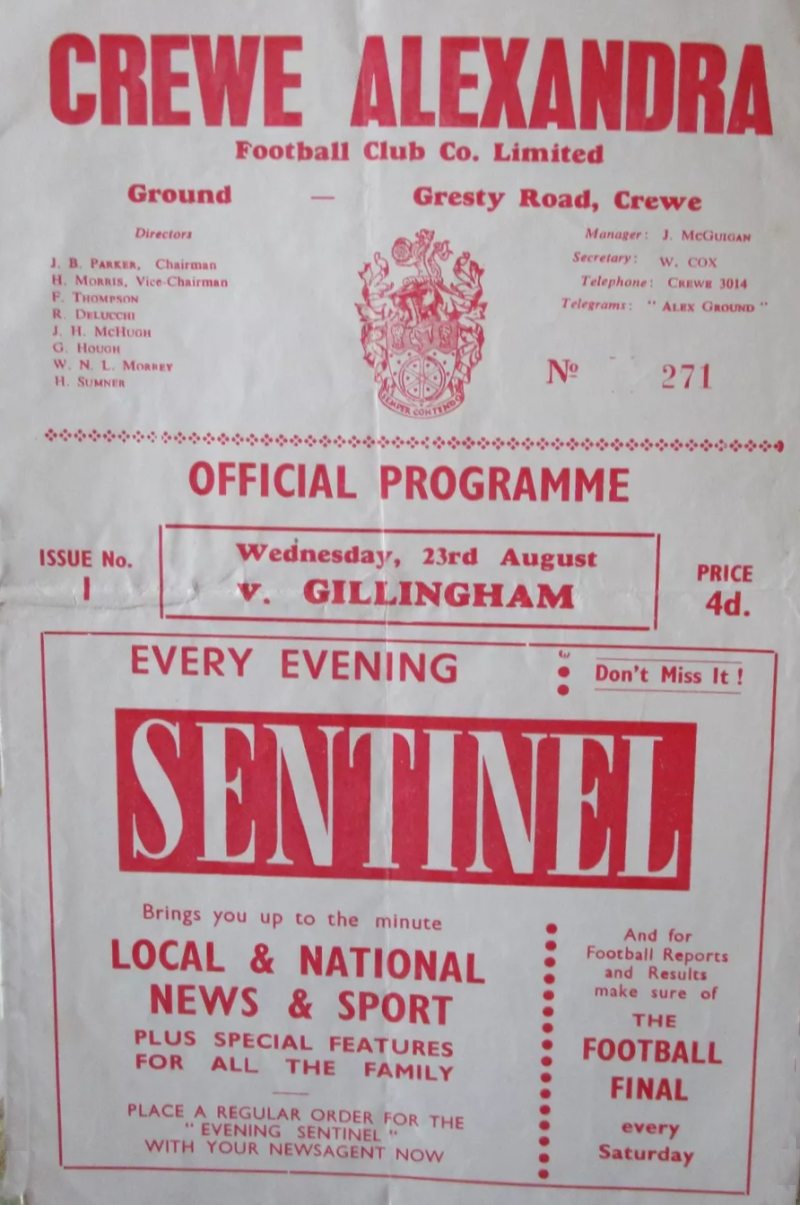 CREWE ALEXANDRA
Football Club Co. Limited
Ground — Gresty Road, Crewe
Directors
J. B. PARKER, Chairman
H. MORRIS, Vice-Chairman
F. THOMPSON
R. DELUCCHI
J. H. MCHUGH
G. HOUGH
W. N. L. MORREY
H. SUMNER
Manager: J. MCGUIGAN
Secretary: W. COX
Telephone: CREWE 3014
Telegrams: "ALEX GROUND"
No 271
SEMPER CONTENDO
OFFICIAL PROGRAMME
ISSUE No.
1
Wednesday, 23rd August
v. GILLINGHAM
PRICE
4d.
EVERY EVENING
Don't Miss It!
SENTINEL
Brings you up to the minute
LOCAL & NATIONAL
NEWS & SPORT
PLUS SPECIAL FEATURES
FOR ALL THE FAMILY
PLACE A REGULAR ORDER FOR THE
"EVENING SENTINEL"
WITH YOUR NEWSAGENT NOW
And for
Football Reports
and Results
make sure of
THE
FOOTBALL
FINAL
every
Saturday